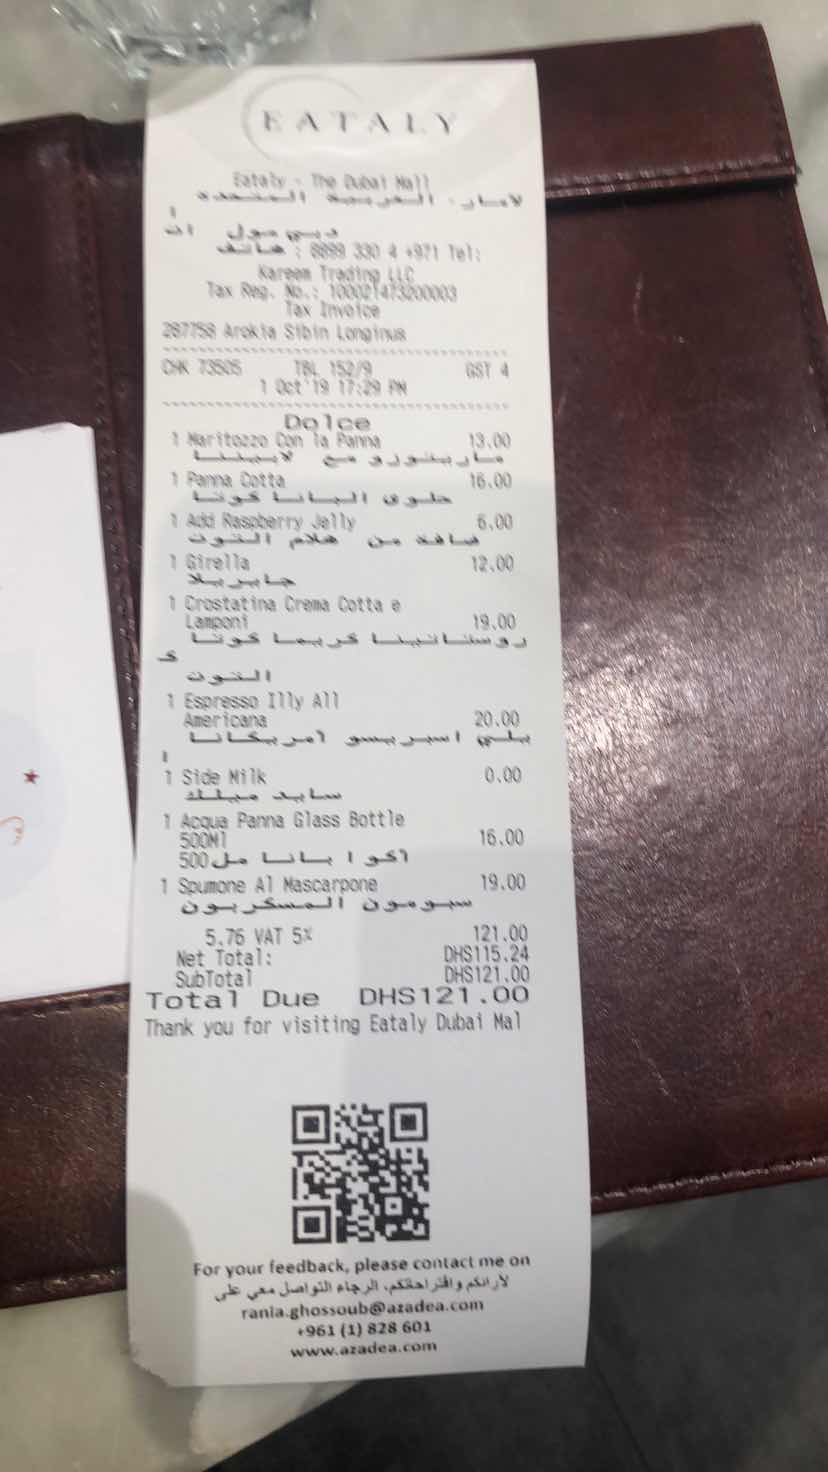 EATALY
Eataly - The Dubai Mall
لامار، العربية المتحدة
ا
دبي مول ان
هاتف : 8899 330 4 +971 Tel:
Kareem Trading LLC
Tax Reg. No.: 100021473200003
Tax Invoice
287758 Arokia Sibin Longinus
CHK 73505 TBL 152/9 GST 4
1 Oct'19 17:29 PM
Dolce
1 Maritozzo Con la Panna 13.00
ماريتوزو مع لابينا
1 Panna Cotta 16.00
حلوى البانا كوتا
1 Add Raspberry Jelly 6.00
ضافة من هلام التوت
1 Girella 12.00
جايريلا
1 Crostatina Crema Cotta e
Lamponi 19.00
روستاتينا كريما كوتا
ك
التوت
1 Espresso Illy All
Americana 20.00
يلي اسبريسو آمريكانا
ا
1 Side Milk 0.00
سايد ميلك
1 Acqua Panna Glass Bottle
500Ml 16.00
آكوا بانا مل500
1 Spumone Al Mascarpone 19.00
سبومون المسكربون
5.76 VAT 5% 121.00
Net Total: DHS115.24
SubTotal DHS121.00
Total Due DHS121.00
Thank you for visiting Eataly Dubai Mal
For your feedback, please contact me on
لآرائكم واقتراحاتكم، الرجاء التواصل معي على
rania.ghossoub@azadea.com
+961 (1) 828 601
www.azadea.com